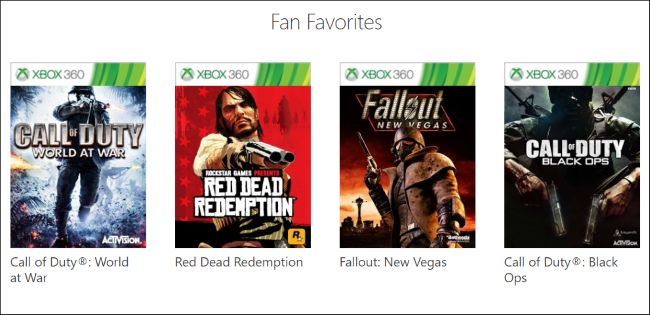 Fan Favorites
XBOX 360
XBOX 360
XBOX 360
XBOX 360
CALL OF DUTY
WORLD AT WAR
ACTIVISION
ROCKSTAR GAMES PRESENTS
RED DEAD
REDEMPTION
R
Fallout
NEW VEGAS
Bethesda
CALL OF DUTY
BLACK OPS
ACTIVISION
Call of Duty®: World
at War
Red Dead Redemption
Fallout: New Vegas
Call of Duty®: Black
Ops